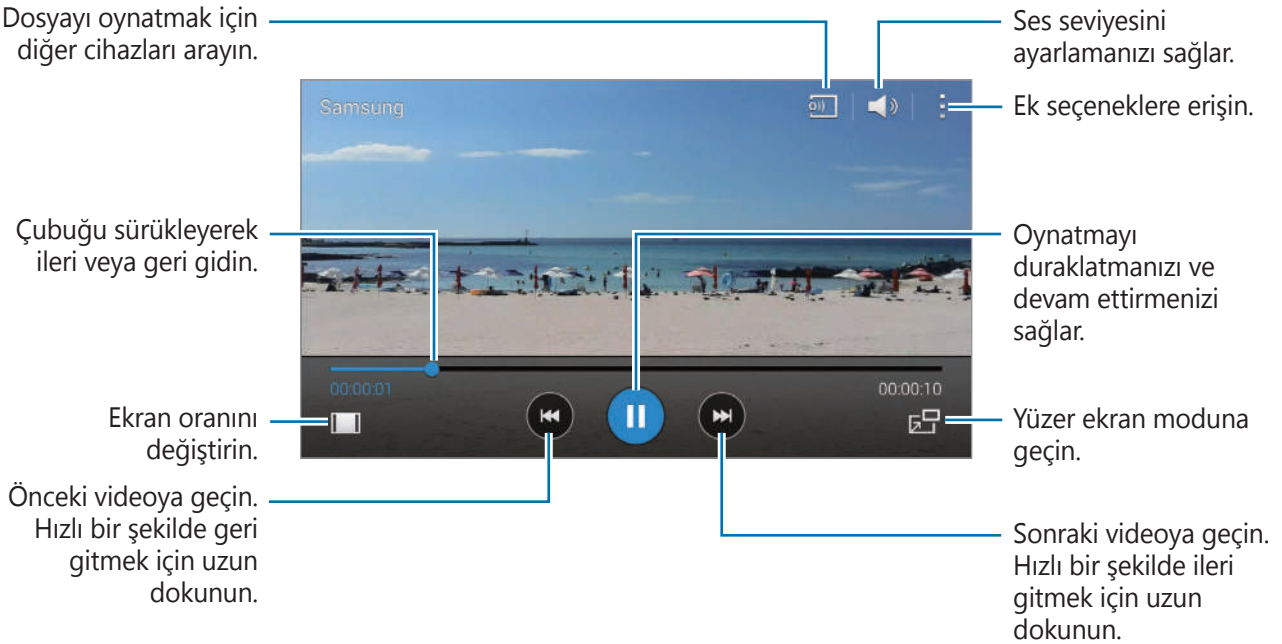 Dosyayı oynatmak için
diğer cihazları arayın.
Ses seviyesini
ayarlamanızı sağlar.
Samsung
Ek seçeneklere erişin.
Çubuğu sürükleyerek
ileri veya geri gidin.
Oynatmayı
duraklatmanızı ve
devam ettirmenizi
sağlar.
00:00:01
00:00:10
Ekran oranını
değiştirin.
Yüzer ekran moduna
geçin.
Önceki videoya geçin.
Hızlı bir şekilde geri
gitmek için uzun
dokunun.
Sonraki videoya geçin.
Hızlı bir şekilde ileri
gitmek için uzun
dokunun.